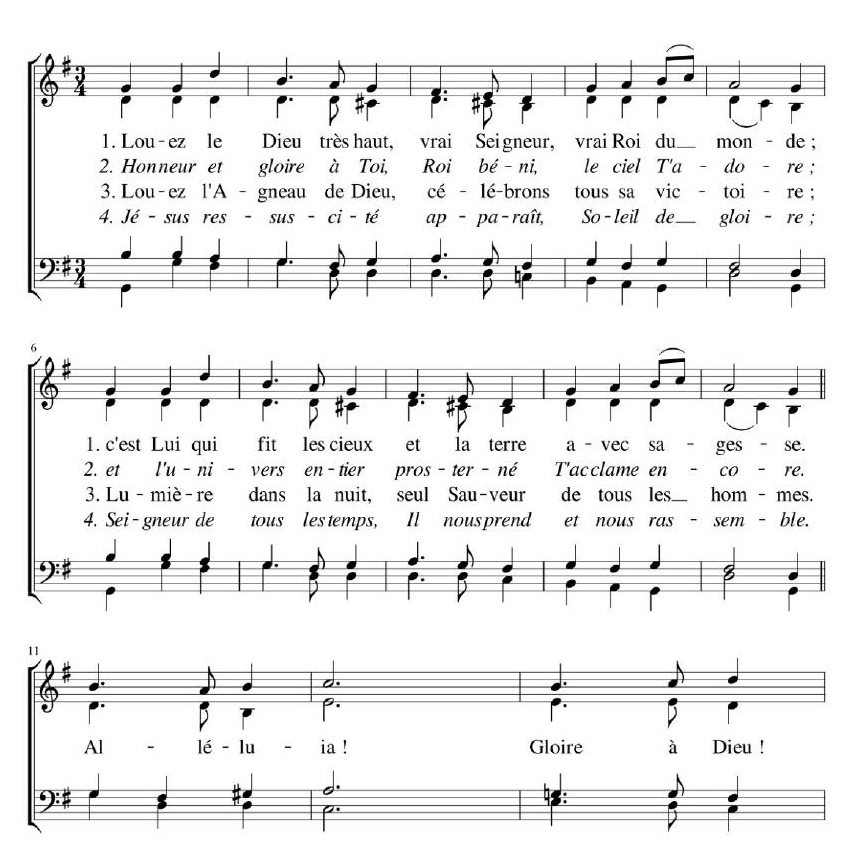 3
4
1. Lou - ez le Dieu très haut, vrai Seigneur, vrai Roi du mon - de ;
2. Honneur et gloire à Toi, Roi bé - ni, le ciel T'a - do - re ;
3. Lou - ez l'A - gneau de Dieu, cé - lé-brons tous sa vic - toi - re ;
4. Jé - sus res - sus - ci - té ap - pa-raît, So-leil de gloi - re ;
3
4
6
1. c'est Lui qui fit les cieux et la terre a - vec sa - ges - se.
2. et l'u - ni - vers en - tier pros - ter - né T'acclame en - co - re.
3. Lu - miè - re dans la nuit, seul Sau - veur de tous les hom - mes.
4. Sei - gneur de tous les temps, Il nous prend et nous ras - sem - ble.
11
Al - lé - lu - ia ! Gloire à Dieu !